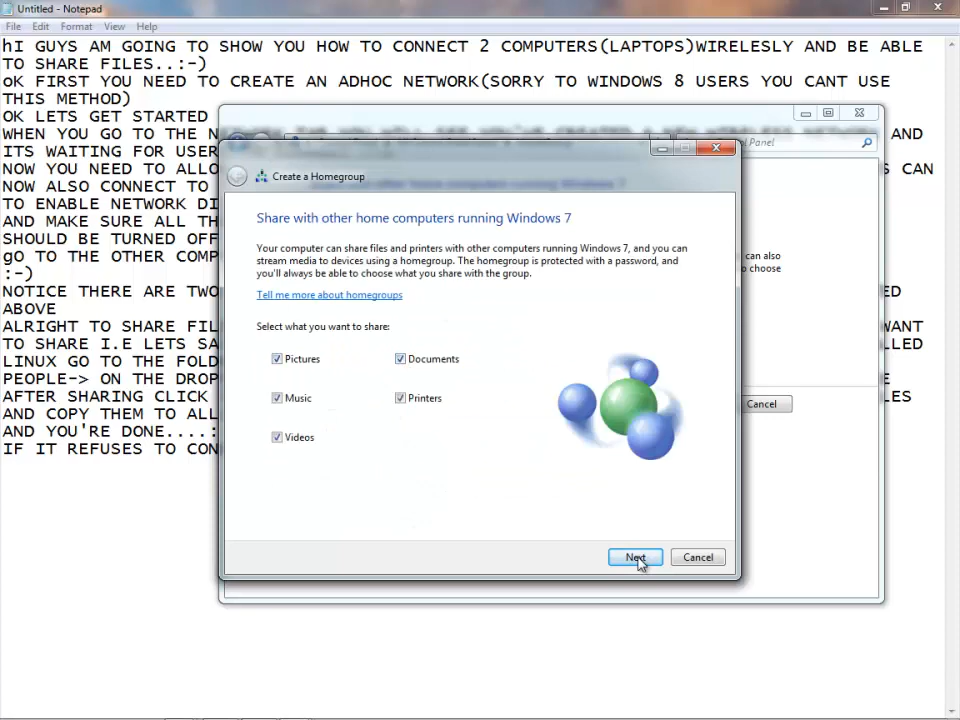 Untitled - Notepad
File Edit Format View Help
hI GUYS AM GOING TO SHOW YOU HOW TO CONNECT 2 COMPUTERS(LAPTOPS)WIRELESLY AND BE ABLE
TO SHARE FILES..:-)
oK FIRST YOU NEED TO CREATE AN ADHOC NETWORK(SORRY TO WINDOWS 8 USERS YOU CANT USE
THIS METHOD)
OK LETS GET STARTED
WHEN YOU GO TO THE AND
ITS WAITING FOR USER
NOW YOU NEED TO ALLO CAN
NOW ALSO CONNECT TO
TO ENABLE NETWORK DI
AND MAKE SURE ALL TH
SHOULD BE TURNED OFF
gO TO THE OTHER COMP
:-)
NOTICE THERE ARE TWO ED
ABOVE
ALRIGHT TO SHARE FIL WANT
TO SHARE I.E LETS SA LLED
LINUX GO TO THE FOLD
PEOPLE-> ON THE DROP E
AFTER SHARING CLICK LES
AND COPY THEM TO ALL
AND YOU'RE DONE....:
IF IT REFUSES TO CON
ol Panel
can also
o choose
Cancel
Create a Homegroup
Share with other home computers running Windows 7
Your computer can share files and printers with other computers running Windows 7, and you can
stream media to devices using a homegroup. The homegroup is protected with a password, and
you'll always be able to choose what you share with the group.
Tell me more about homegroups
Select what you want to share:
Pictures Documents
Music Printers
Videos
Next Cancel